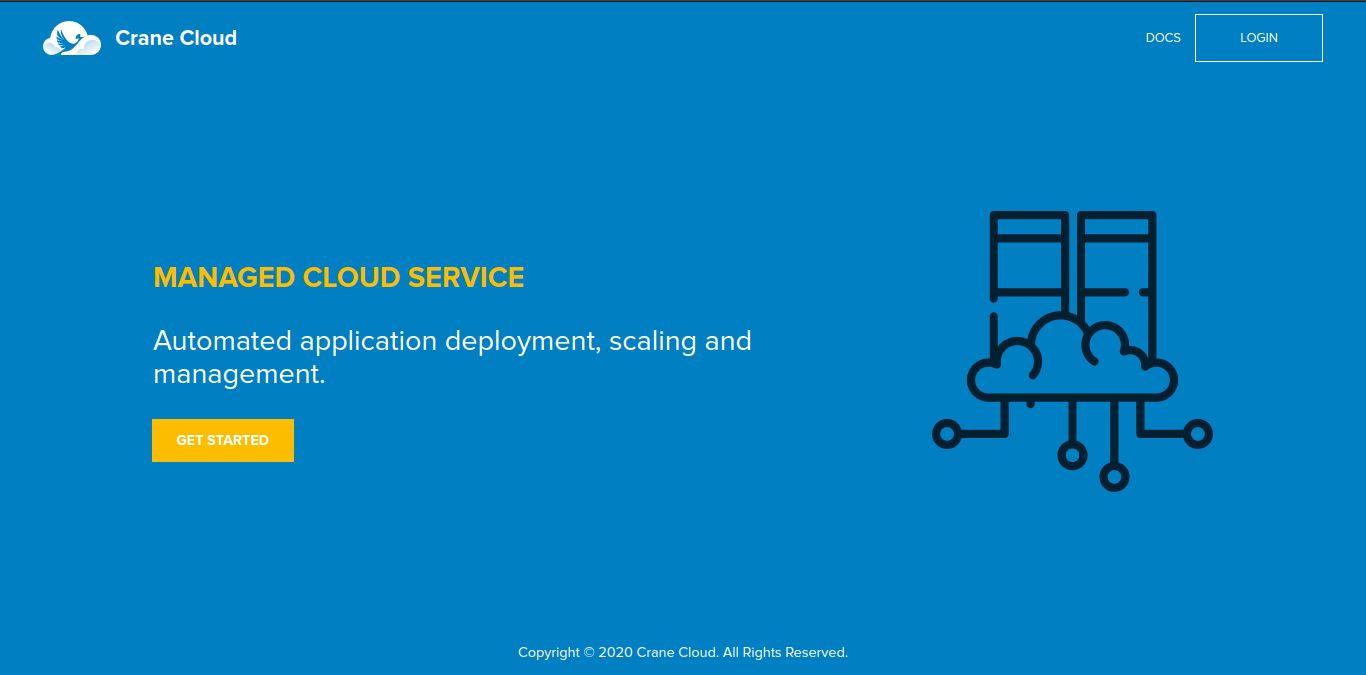 Crane Cloud
DOCS
LOGIN
MANAGED CLOUD SERVICE
Automated application deployment, scaling and
management.
GET STARTED
Copyright © 2020 Crane Cloud. All Rights Reserved.